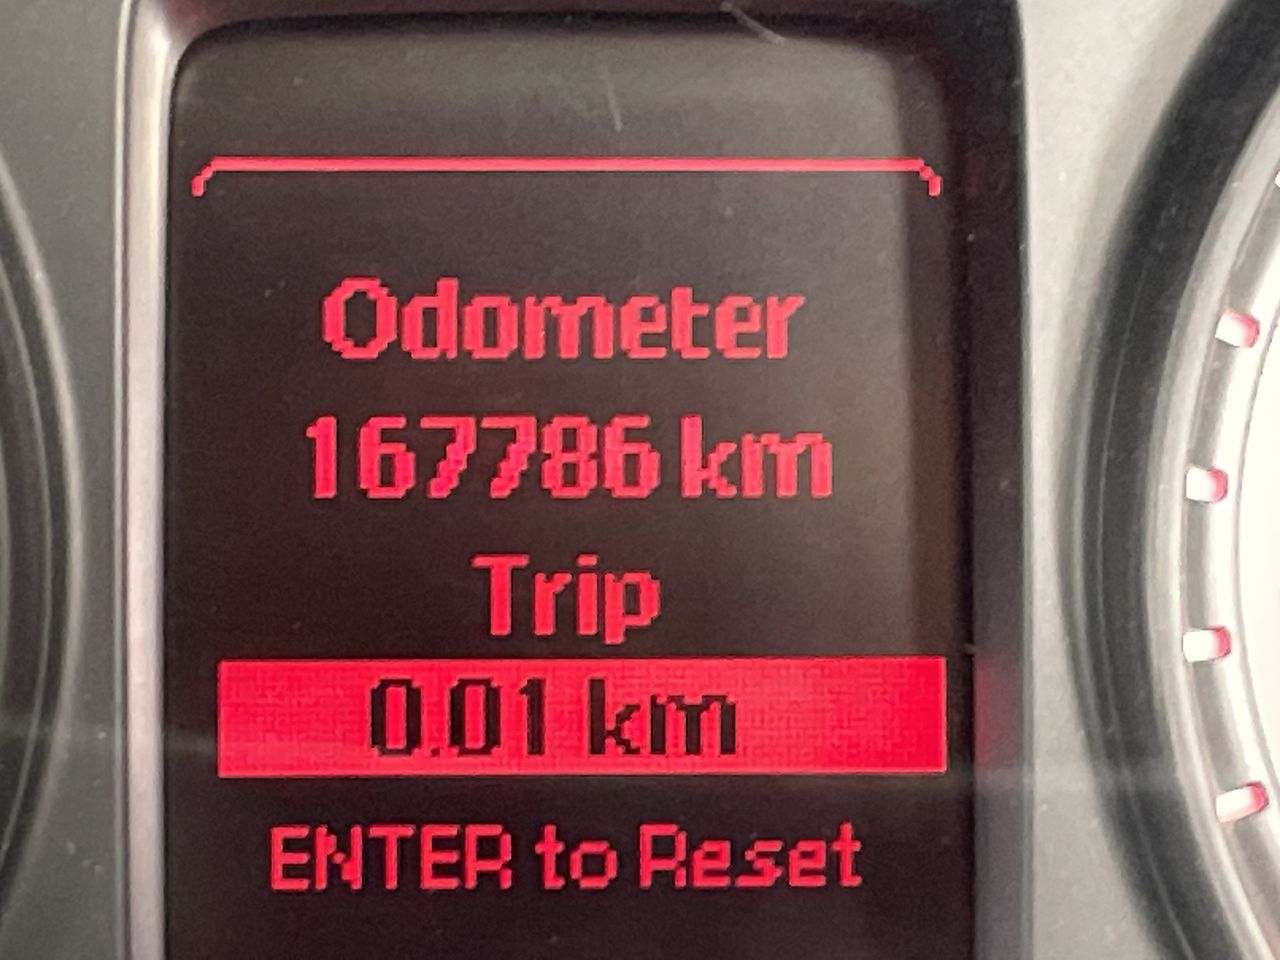 Odometer
167786 km
Trip
0.01 km
ENTER to Reset